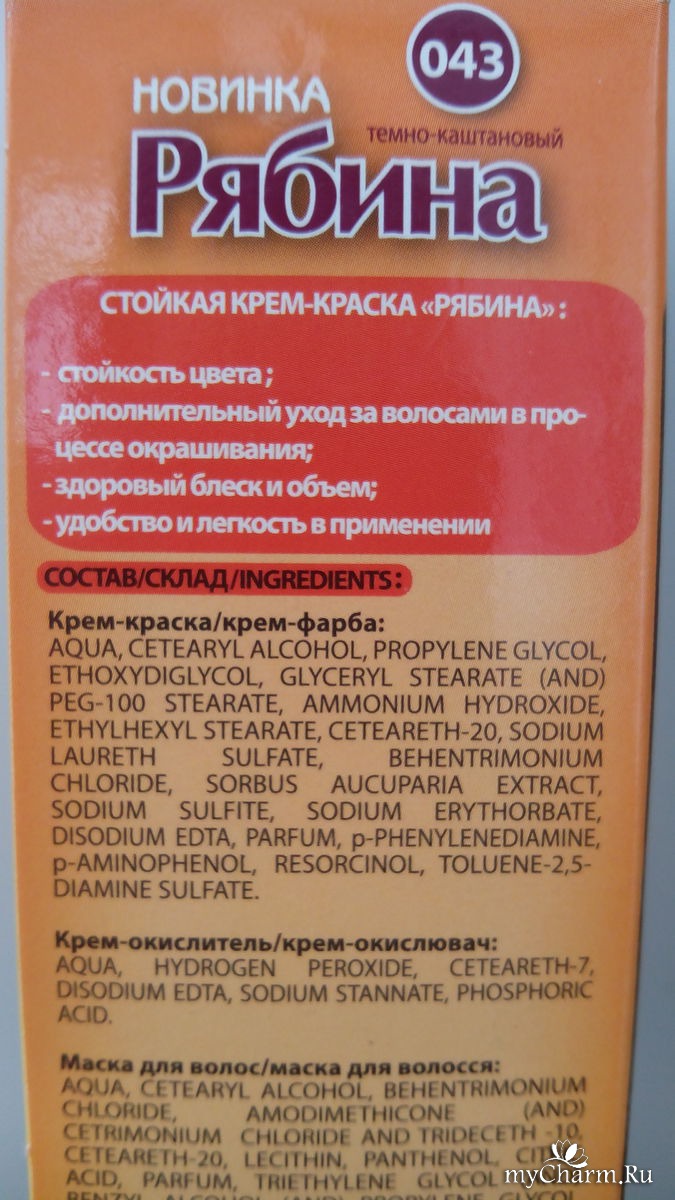 043
НОВИНКА
темно-каштановый
Рябина
СТОЙКАЯ КРЕМ-КРАСКА «РЯБИНА» :
- стойкость цвета ;
- дополнительный уход за волосами в про-
цессе окрашивания;
- здоровый блеск и объем;
- удобство и легкость в применении
СОСТАВ/СКЛАД/INGREDIENTS:
Крем-краска/крем-фарба:
AQUA, CETEARYL ALCOHOL, PROPYLENE GLYCOL,
ETHOXYDIGLYCOL, GLYCERYL STEARATE (AND)
PEG-100 STEARATE, AMMONIUM HYDROXIDE,
ETHYLHEXYL STEARATE, CETEARETH-20, SODIUM
LAURETH SULFATE, BEHENTRIMONIUM
CHLORIDE, SORBUS AUCUPARIA EXTRACT,
SODIUM SULFITE, SODIUM ERYTHORBATE,
DISODIUM EDTA, PARFUM, p-PHENYLENEDIAMINE,
p-AMINOPHENOL, RESORCINOL, TOLUENE-2,5-
DIAMINE SULFATE.
Крем-окислитель/крем-окислювач:
AQUA, HYDROGEN PEROXIDE, CETEARETH-7,
DISODIUM EDTA, SODIUM STANNATE, PHOSPHORIC
ACID.
Маска для волос/маска для волосся:
AQUA, CETEARYL ALCOHOL, BEHENTRIMONIUM
CHLORIDE, AMODIMETHICONE (AND)
CETRIMONIUM CHLORIDE AND TRIDECETH -10,
CETEARETH-20, LECITHIN, PANTHENOL,
ACID, PARFUM, TRIETHYLENE GLYCOL
BENZYL ALCOHOL (AND) PROPYLENE
myCharm.Ru